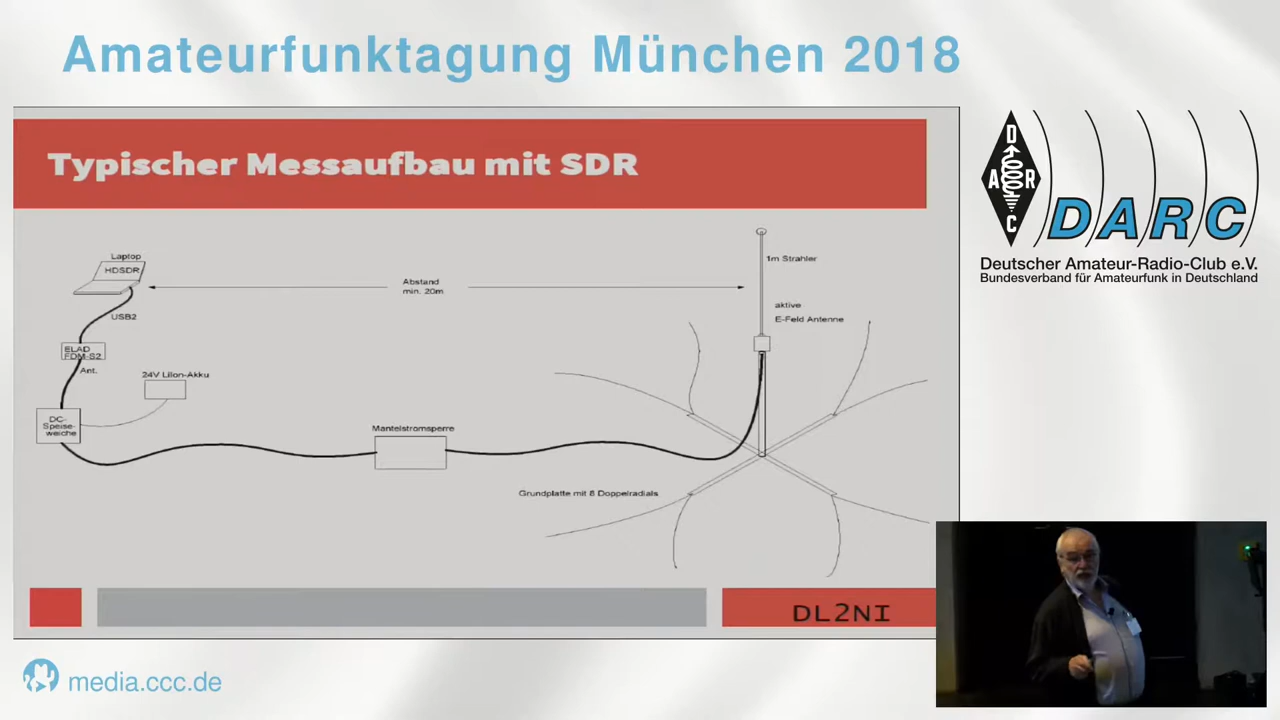 Amateurfunktagung München 2018
Typischer Messaufbau mit SDR
Laptop
HDSDR
USB2
ELAD
FDM-S2
Ant.
24V LiIon-Akku
DC-
Speise-
weiche
Abstand
min. 20m
Mantelstromsperre
1m Strahler
aktive
E-Feld Antenne
Grundplatte mit 8 Doppelradials
DL2NI
D
A R
C
DARC
Deutscher Amateur-Radio-Club e.V.
Bundesverband für Amateurfunk in Deutschland
media.ccc.de